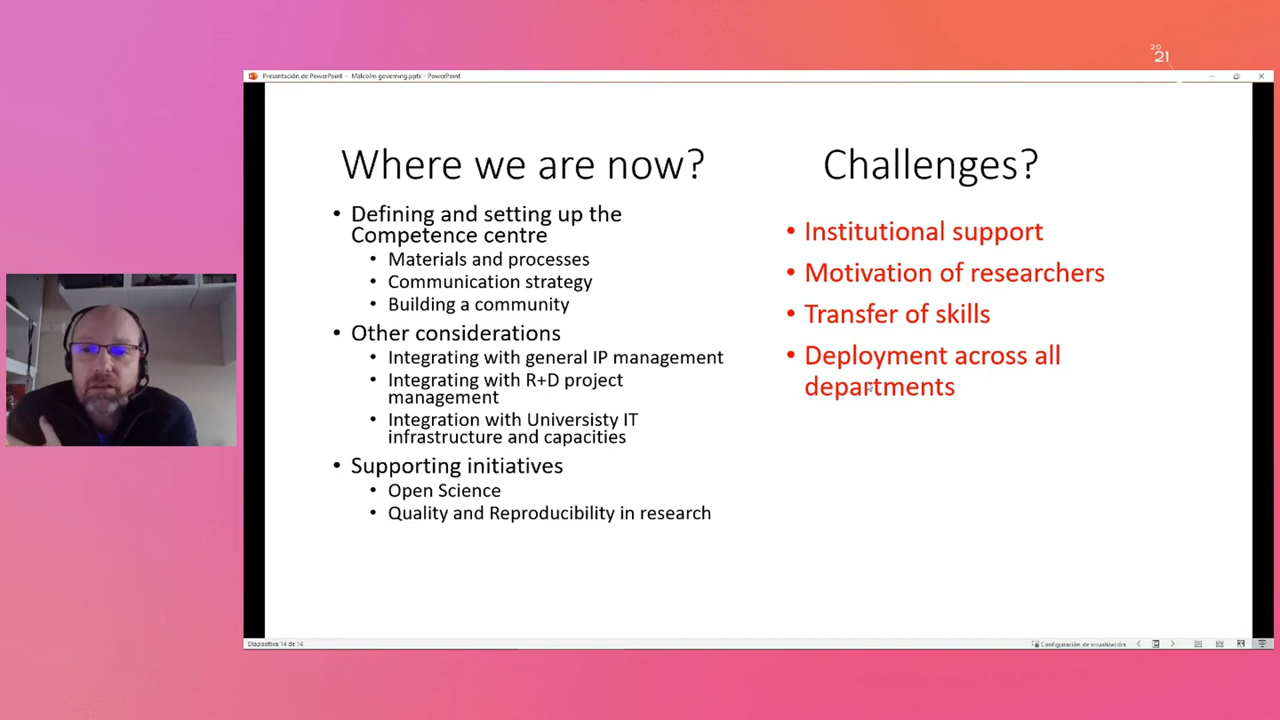 20
21
Presentación de PowerPoint - Malcolm governing.pptx - PowerPoint
Where we are now?
• Defining and setting up the
Competence centre
• Materials and processes
• Communication strategy
• Building a community
• Other considerations
• Integrating with general IP management
• Integrating with R+D project
management
• Integration with Universisty IT
infrastructure and capacities
• Supporting initiatives
• Open Science
• Quality and Reproducibility in research
Challenges?
• Institutional support
• Motivation of researchers
• Transfer of skills
• Deployment across all
departments
Diapositiva 14 de 14
Configuración de visualización